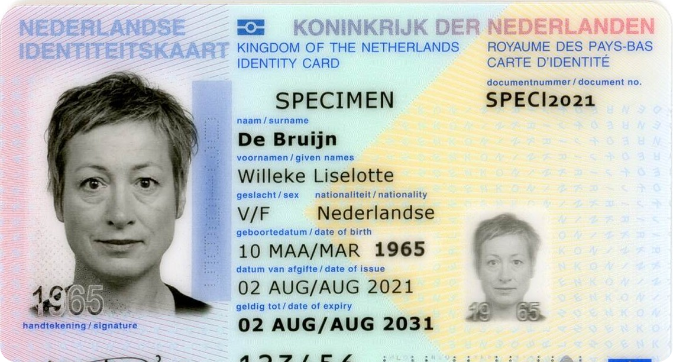 NEDERLANDSE
IDENTITEITSKAART
KONINKRIJK DER NEDERLANDEN
KINGDOM OF THE NETHERLANDS
IDENTITY CARD
ROYAUME DES PAYS-BAS
CARTE D'IDENTITÉ
documentnummer / document no.
SPECIMEN
SPECI2021
naam / surname
De Bruijn
voornamen / given names
Willeke Liselotte
geslacht / sex nationaliteit / nationality
V/F Nederlandse
geboortedatum / date of birth
10 MAA/MAR 1965
datum van afgifte / date of issue
02 AUG/AUG 2021
geldig tot / date of expiry
02 AUG/AUG 2031
1965
19 65
handtekening / signature
123456